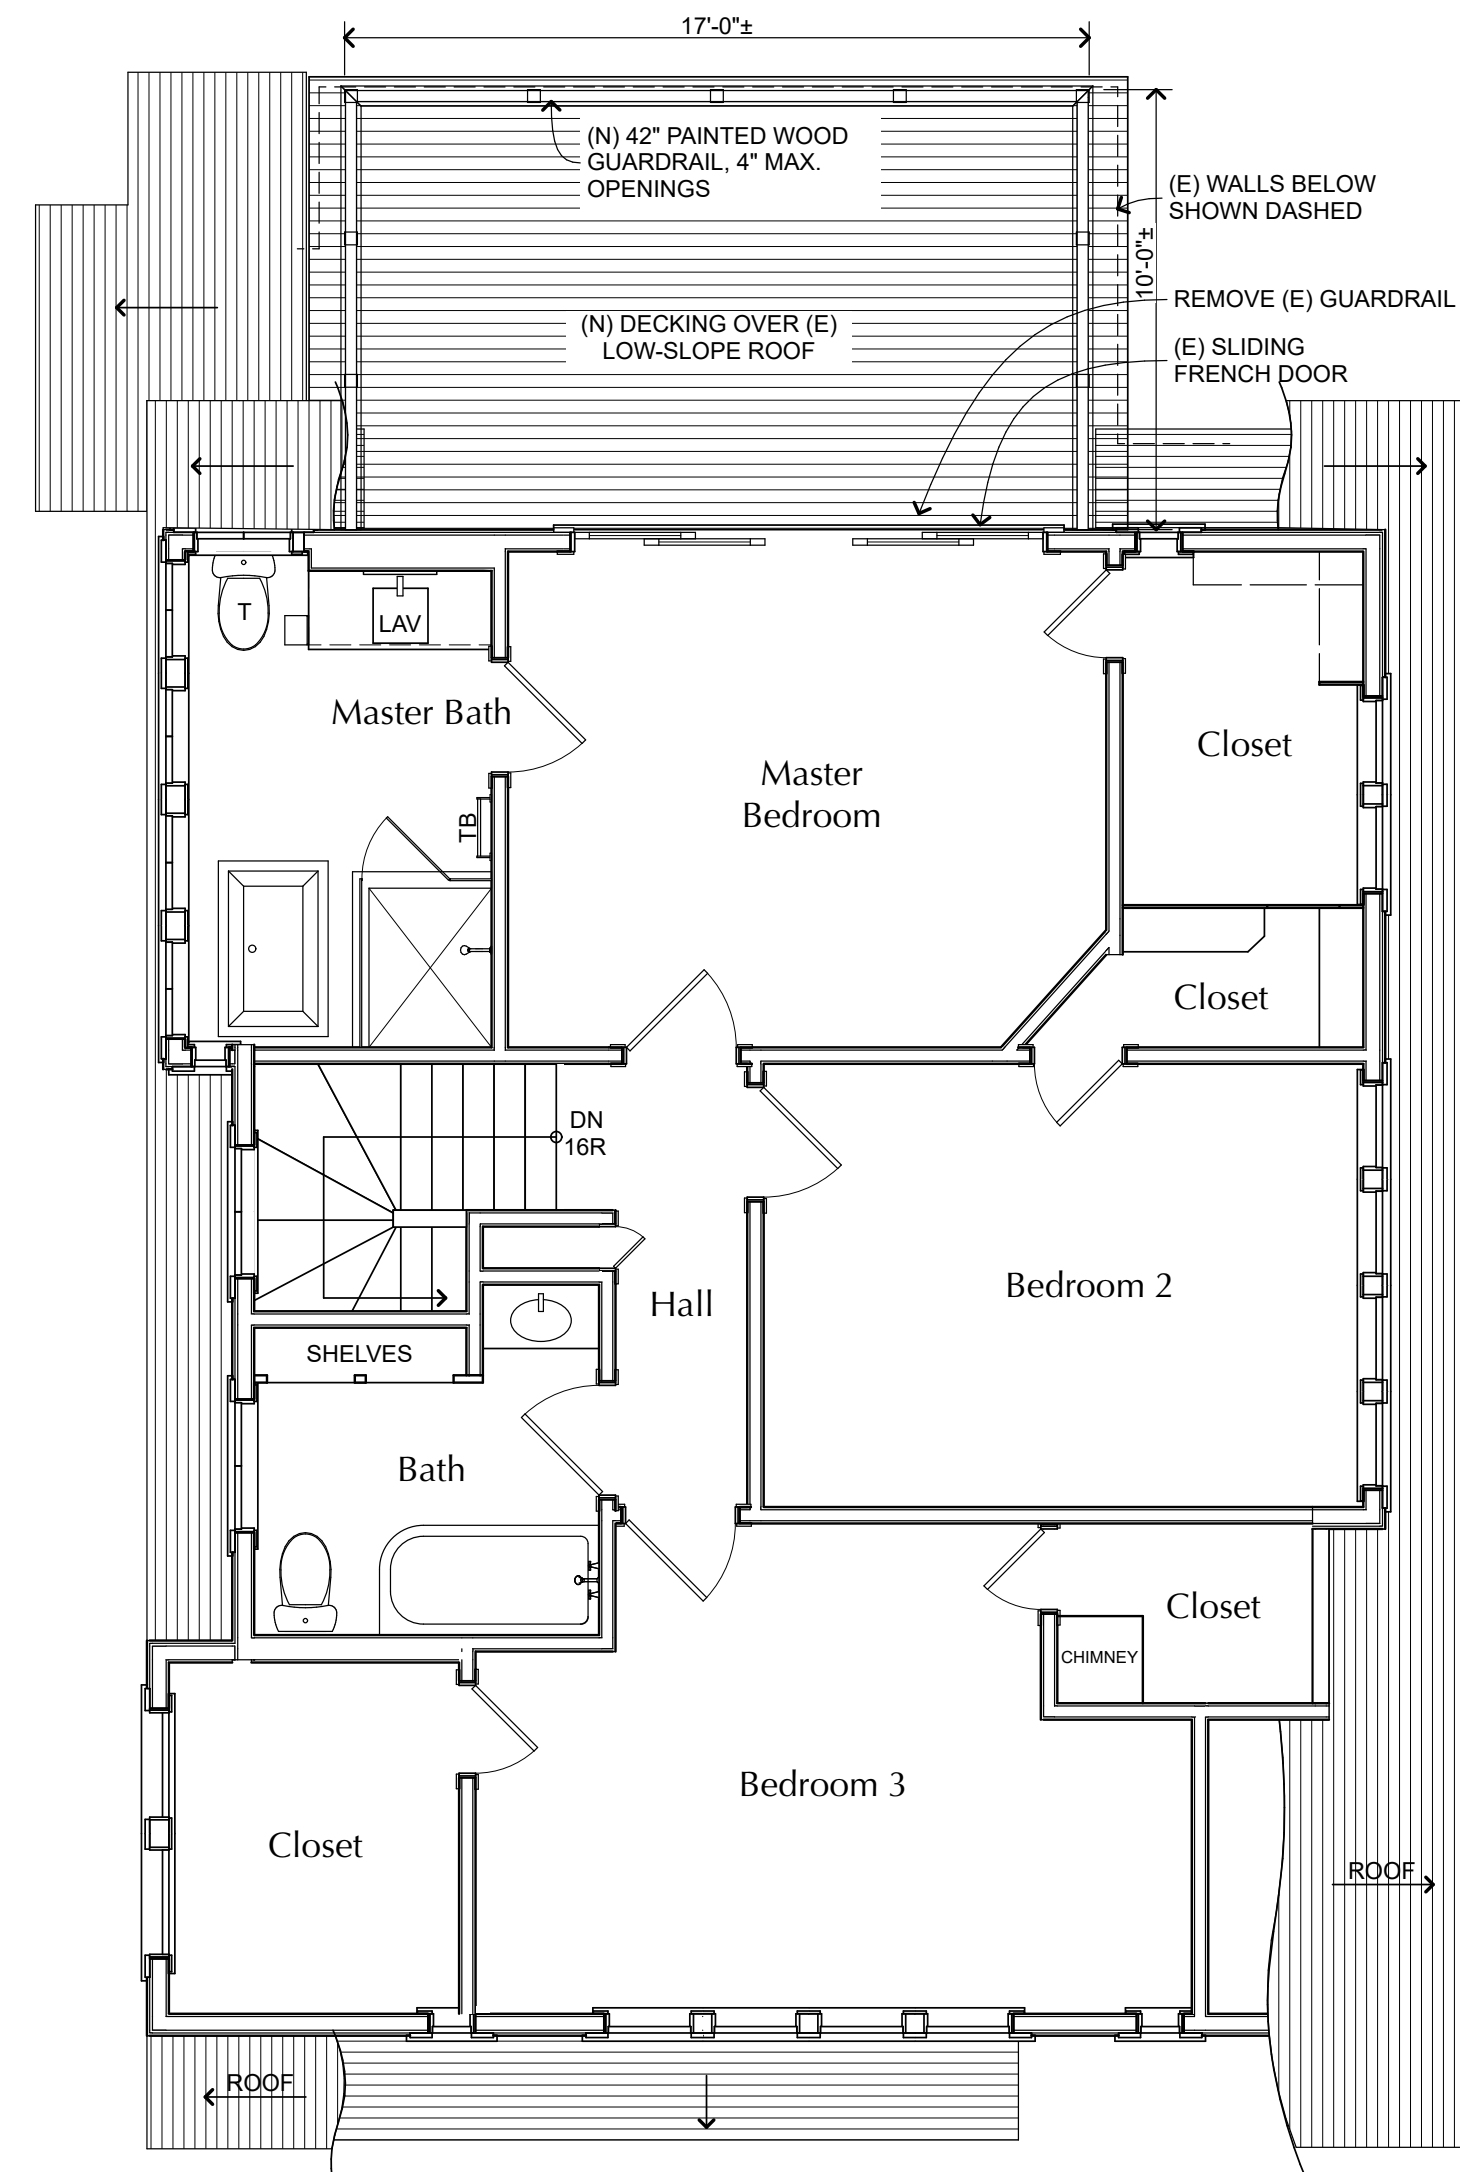 17'-0"±
(N) 42" PAINTED WOOD
GUARDRAIL, 4" MAX.
OPENINGS
(E) WALLS BELOW
SHOWN DASHED
10'-0"±
REMOVE (E) GUARDRAIL
(N) DECKING OVER (E)
LOW-SLOPE ROOF
(E) SLIDING
FRENCH DOOR
T
LAV
Master Bath
Closet
Master
Bedroom
TB
Closet
DN
16R
Bedroom 2
Hall
SHELVES
Bath
Closet
CHIMNEY
Bedroom 3
Closet
ROOF
ROOF